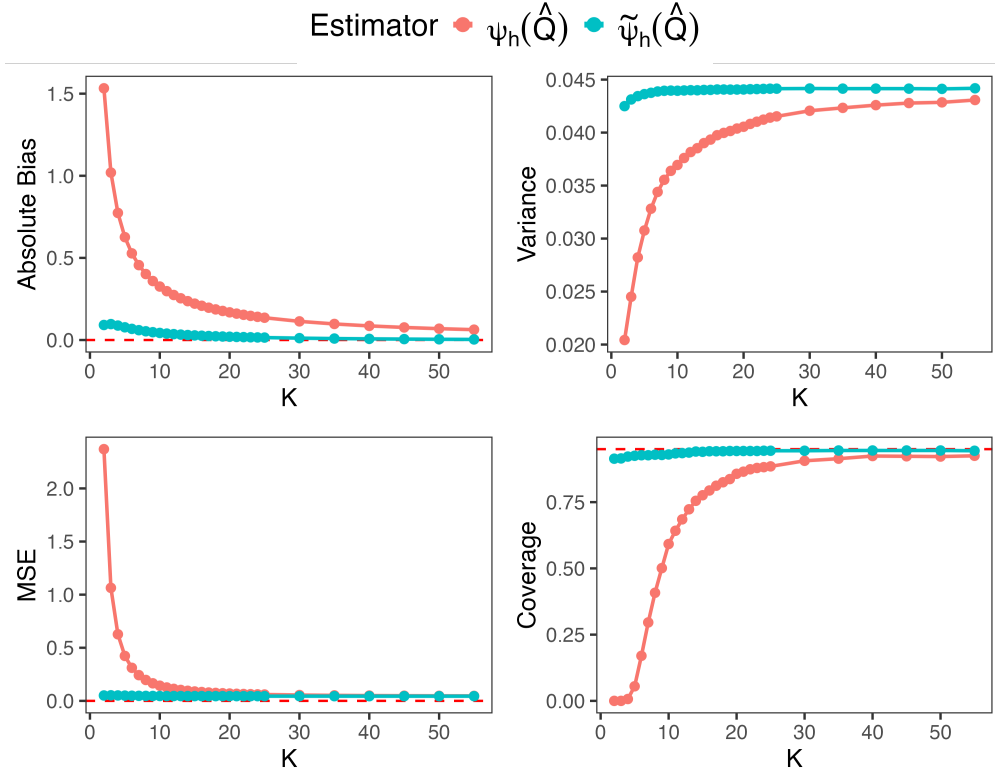 Estimator ψh(Q̂) ψ̃h(Q̂)
Absolute Bias
1.5
1.0
0.5
0.0
0 10 20 30 40 50
K
Variance
0.045
0.040
0.035
0.030
0.025
0.020
0 10 20 30 40 50
K
MSE
2.0
1.5
1.0
0.5
0.0
0 10 20 30 40 50
K
Coverage
0.75
0.50
0.25
0.00
0 10 20 30 40 50
K